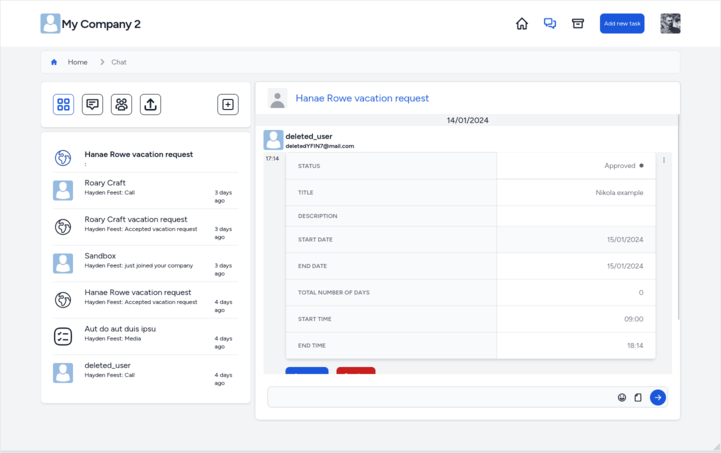 My Company 2
Add new task
Home
Chat
Hanae Rowe vacation request
:
Roary Craft
Hayden Feest: Call
3 days ago
Roary Craft vacation request
Hayden Feest: Accepted vacation request
3 days ago
Sandbox
Hayden Feest: just joined your company
3 days ago
Hanae Rowe vacation request
Hayden Feest: Accepted vacation request
4 days ago
Aut do aut duis ipsu
Hayden Feest: Media
4 days ago
deleted_user
Hayden Feest: Call
4 days ago
Hanae Rowe vacation request
14/01/2024
deleted_user
deletedYFIN7@mail.com
17:14
STATUS Approved
TITLE Nikola example
DESCRIPTION
START DATE 15/01/2024
END DATE 15/01/2024
TOTAL NUMBER OF DAYS 0
START TIME 09:00
END TIME 18:14